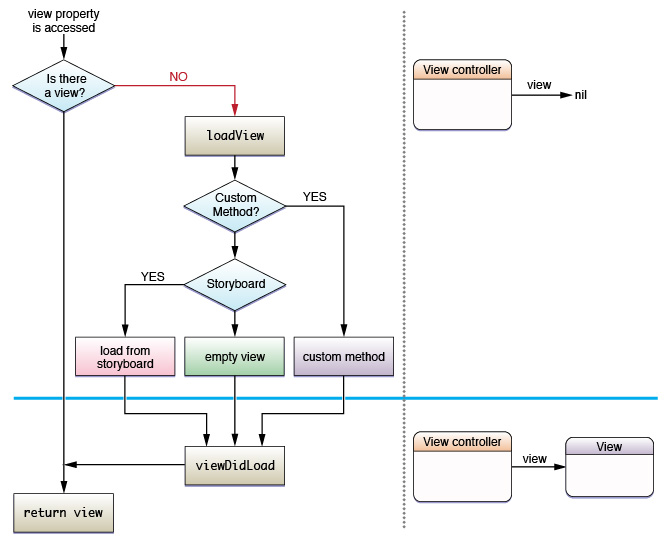 view property
is accessed
Is there
a view?
NO
loadView
Custom
Method?
YES
Storyboard
YES
load from
storyboard
empty view
custom method
viewDidLoad
return view
View controller
view
nil
View controller
view
View